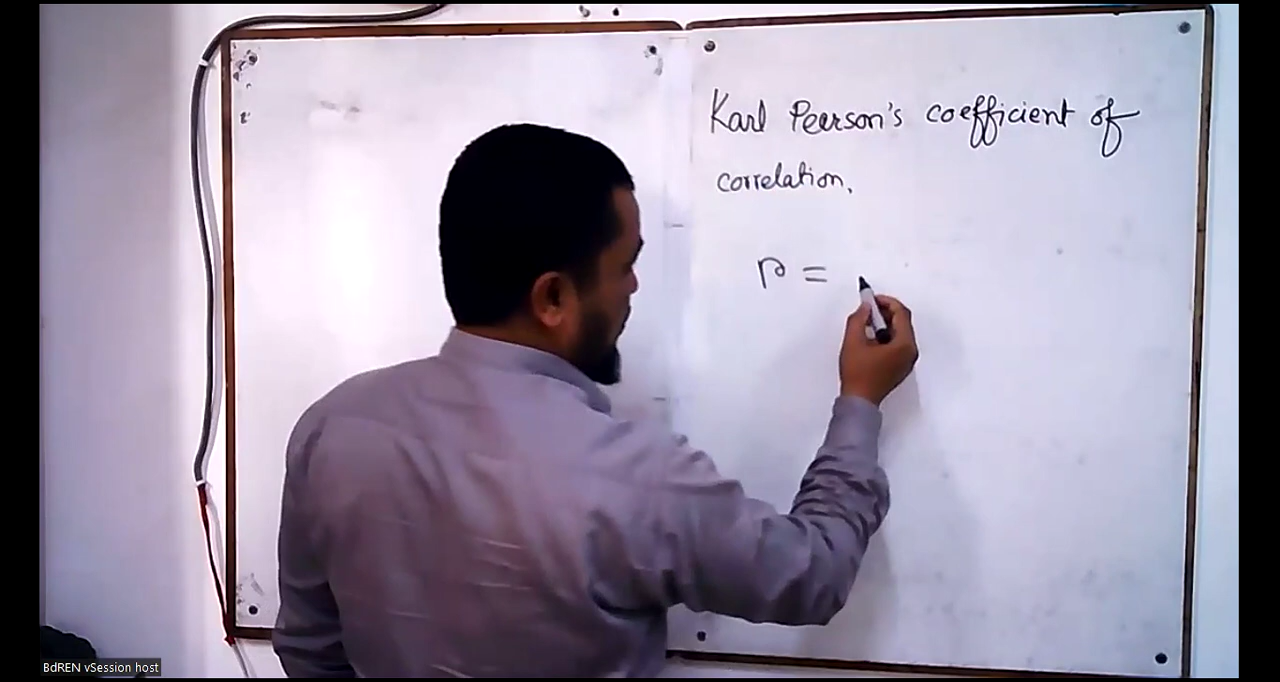 Karl Pearson's coefficient of
correlation.
r =
BdREN vSession host